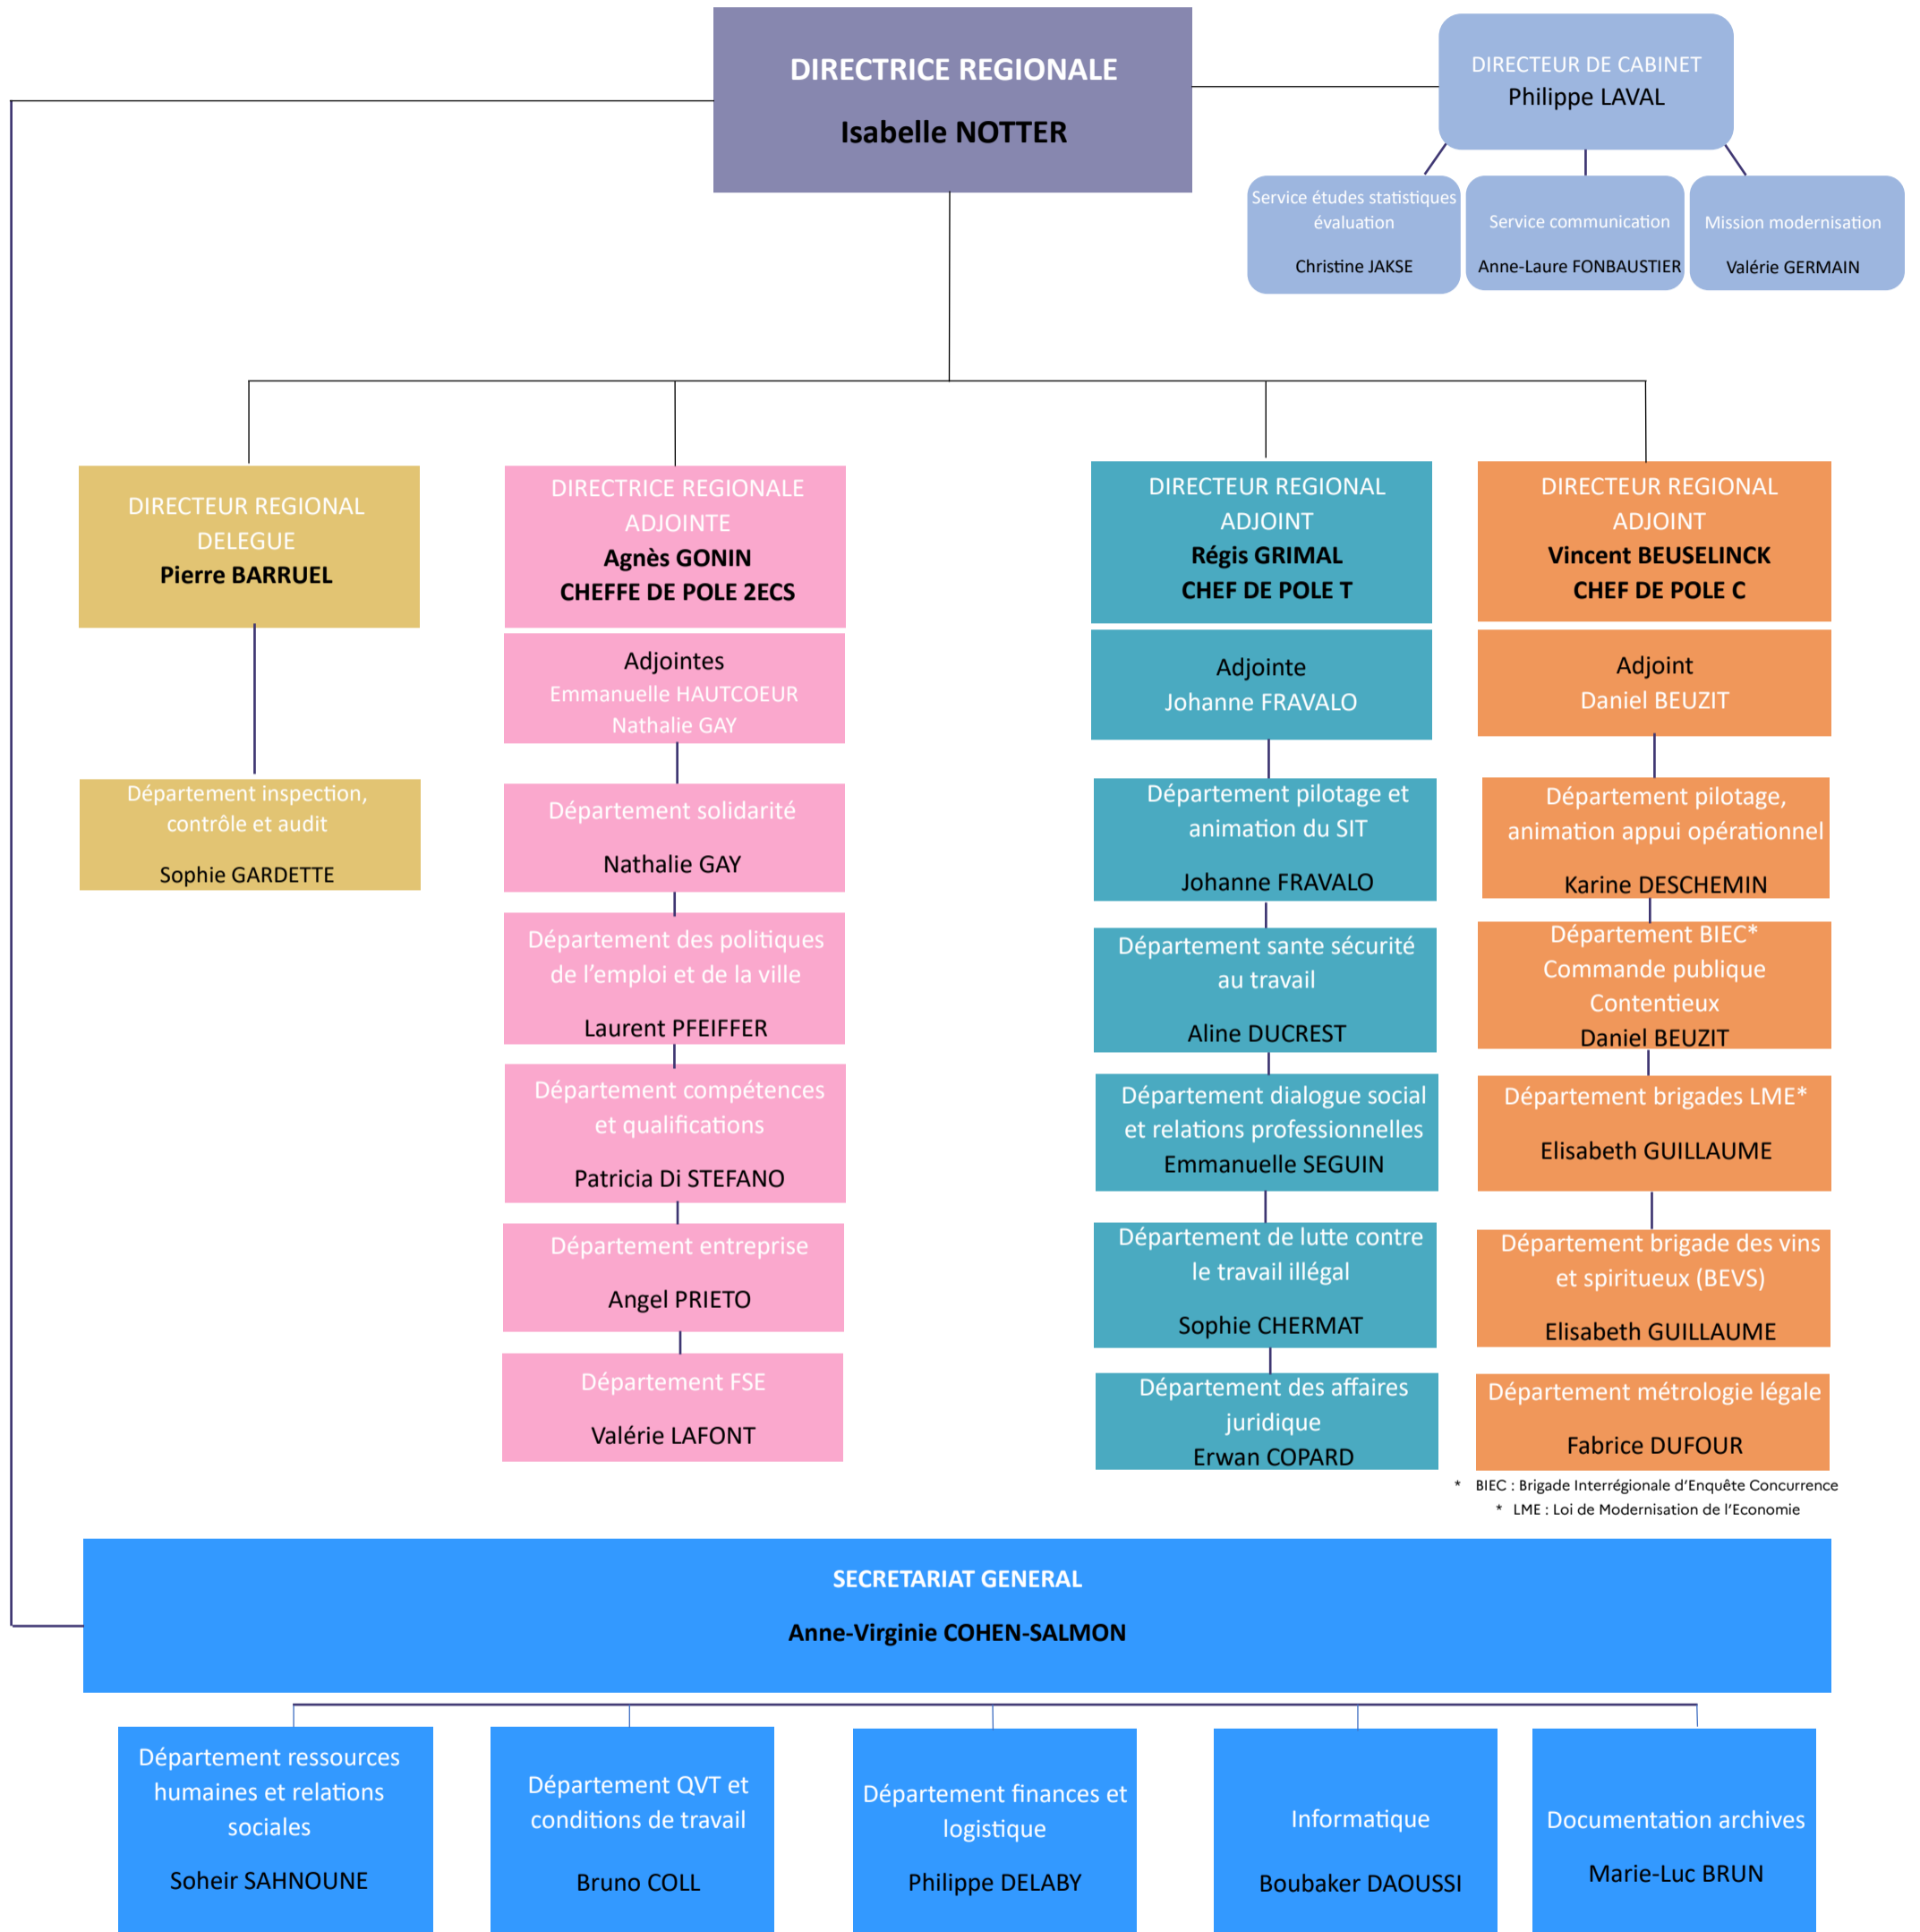 DIRECTRICE REGIONALE
Isabelle NOTTER
DIRECTEUR DE CABINET
Philippe LAVAL
Service études statistiques
évaluation
Christine JAKSE
Service communication
Anne-Laure FONBAUSTIER
Mission modernisation
Valérie GERMAIN
DIRECTEUR REGIONAL
DELEGUE
Pierre BARRUEL
Département inspection,
contrôle et audit
Sophie GARDETTE
DIRECTRICE REGIONALE
ADJOINTE
Agnès GONIN
CHEFFE DE POLE 2ECS
Adjointes
Emmanuelle HAUTCOEUR
Nathalie GAY
Département solidarité
Nathalie GAY
Département des politiques
de l’emploi et de la ville
Laurent PFEIFFER
Département compétences
et qualifications
Patricia Di STEFANO
Département entreprise
Angel PRIETO
Département FSE
Valérie LAFONT
DIRECTEUR REGIONAL
ADJOINT
Régis GRIMAL
CHEF DE POLE T
Adjointe
Johanne FRAVALO
Département pilotage et
animation du SIT
Johanne FRAVALO
Département sante sécurité
au travail
Aline DUCREST
Département dialogue social
et relations professionnelles
Emmanuelle SEGUIN
Département de lutte contre
le travail illégal
Sophie CHERMAT
Département des affaires
juridique
Erwan COPARD
DIRECTEUR REGIONAL
ADJOINT
Vincent BEUSELINCK
CHEF DE POLE C
Adjoint
Daniel BEUZIT
Département pilotage,
animation appui opérationnel
Karine DESCHEMIN
Département BIEC*
Commande publique
Contentieux
Daniel BEUZIT
Département brigades LME*
Elisabeth GUILLAUME
Département brigade des vins
et spiritueux (BEVS)
Elisabeth GUILLAUME
Département métrologie légale
Fabrice DUFOUR
* BIEC : Brigade Interrégionale d’Enquête Concurrence
* LME : Loi de Modernisation de l’Economie
SECRETARIAT GENERAL
Anne-Virginie COHEN-SALMON
Département ressources
humaines et relations
sociales
Soheir SAHNOUNE
Département QVT et
conditions de travail
Bruno COLL
Département finances et
logistique
Philippe DELABY
Informatique
Boubaker DAOUSSI
Documentation archives
Marie-Luc BRUN